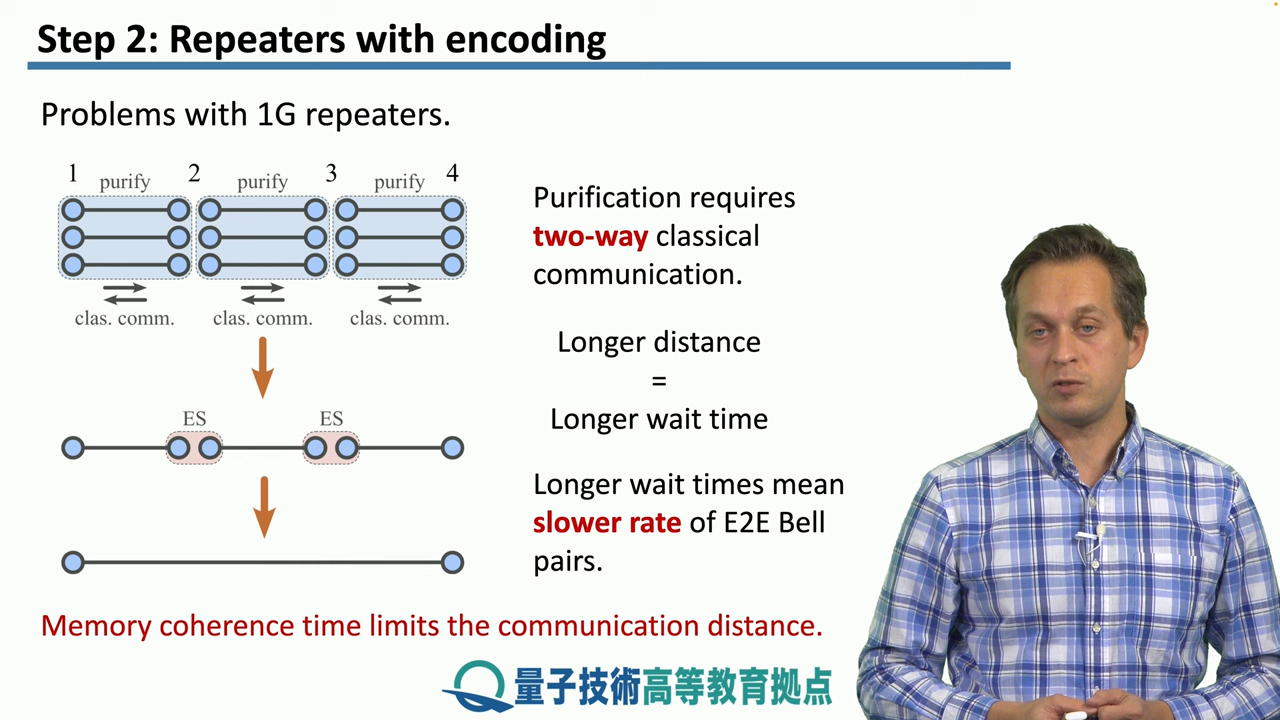 Step 2: Repeaters with encoding
Problems with 1G repeaters.
1 purify 2 purify 3 purify 4
clas. comm. clas. comm. clas. comm.
ES ES
Purification requires
two-way classical
communication.
Longer distance
=
Longer wait time
Longer wait times mean
slower rate of E2E Bell
pairs.
Memory coherence time limits the communication distance.
量子技術高等教育拠点